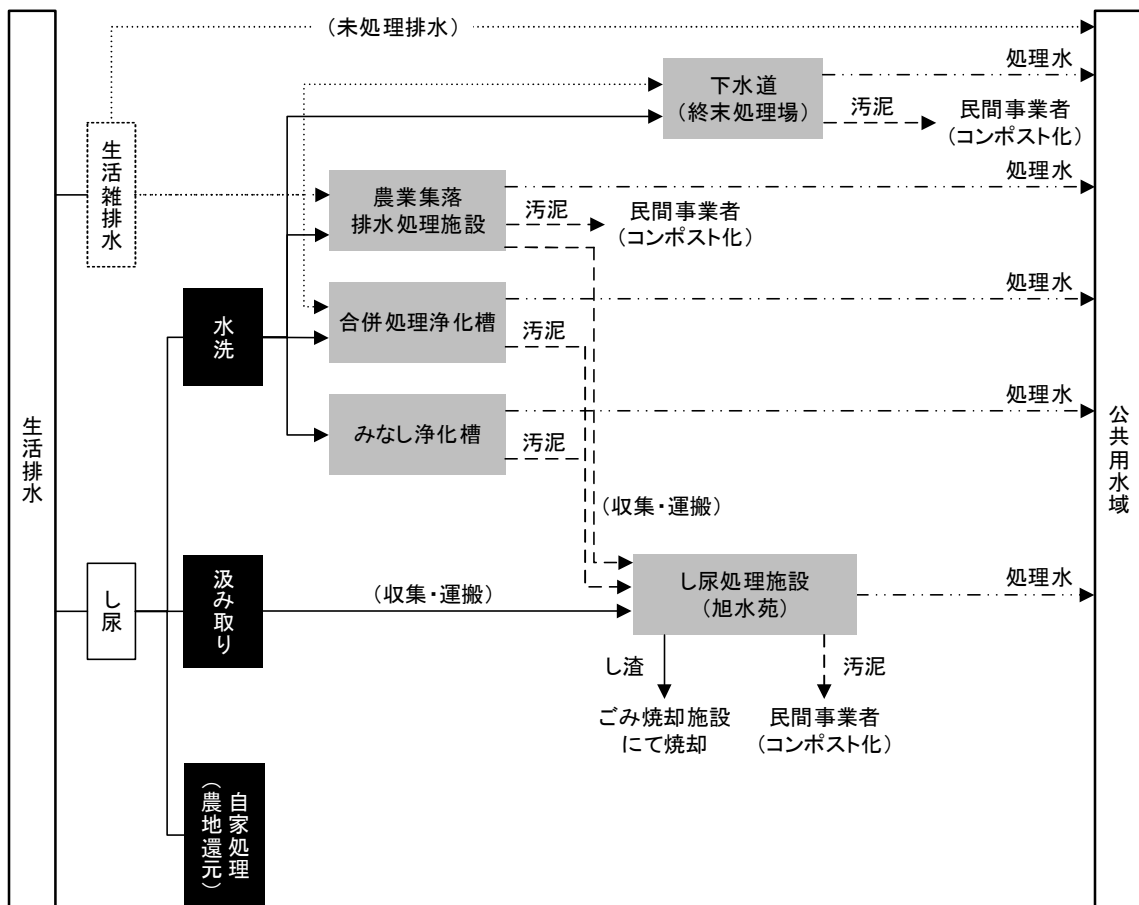 (未処理排水)
処理水
下水道
(終末処理場)
汚泥
民間事業者
(コンポスト化)
生活雑排水
処理水
農業集落
排水処理施設
汚泥
民間事業者
(コンポスト化)
処理水
水洗
合併処理浄化槽
汚泥
処理水
みなし浄化槽
汚泥
生活排水
公共用水域
(収集・運搬)
し尿
汲み取り
(収集・運搬)
し尿処理施設
(旭水苑)
処理水
し渣
汚泥
ごみ焼却施設
にて焼却
民間事業者
(コンポスト化)
自家処理
(農地還元)